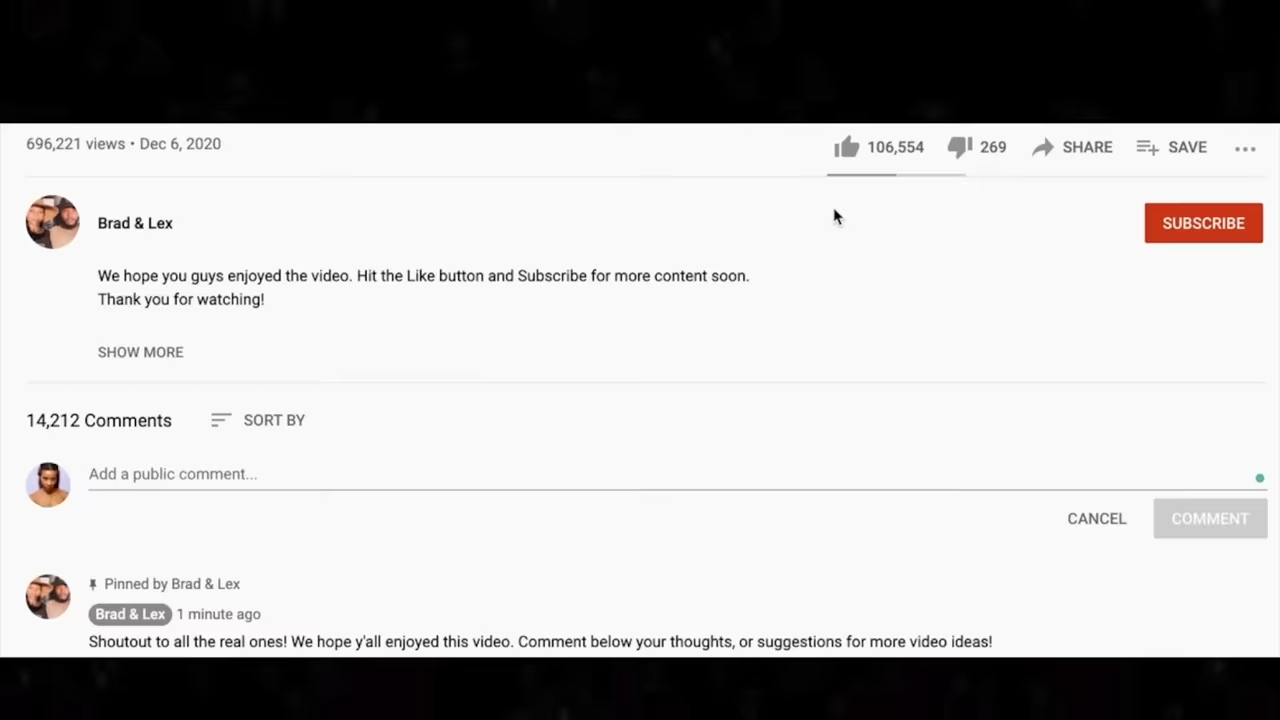 696,221 views • Dec 6, 2020
106,554
269
SHARE
SAVE
Brad & Lex
SUBSCRIBE
We hope you guys enjoyed the video. Hit the Like button and Subscribe for more content soon.
Thank you for watching!
SHOW MORE
14,212 Comments
SORT BY
Add a public comment...
CANCEL
COMMENT
Pinned by Brad & Lex
Brad & Lex 1 minute ago
Shoutout to all the real ones! We hope y'all enjoyed this video. Comment below your thoughts, or suggestions for more video ideas!